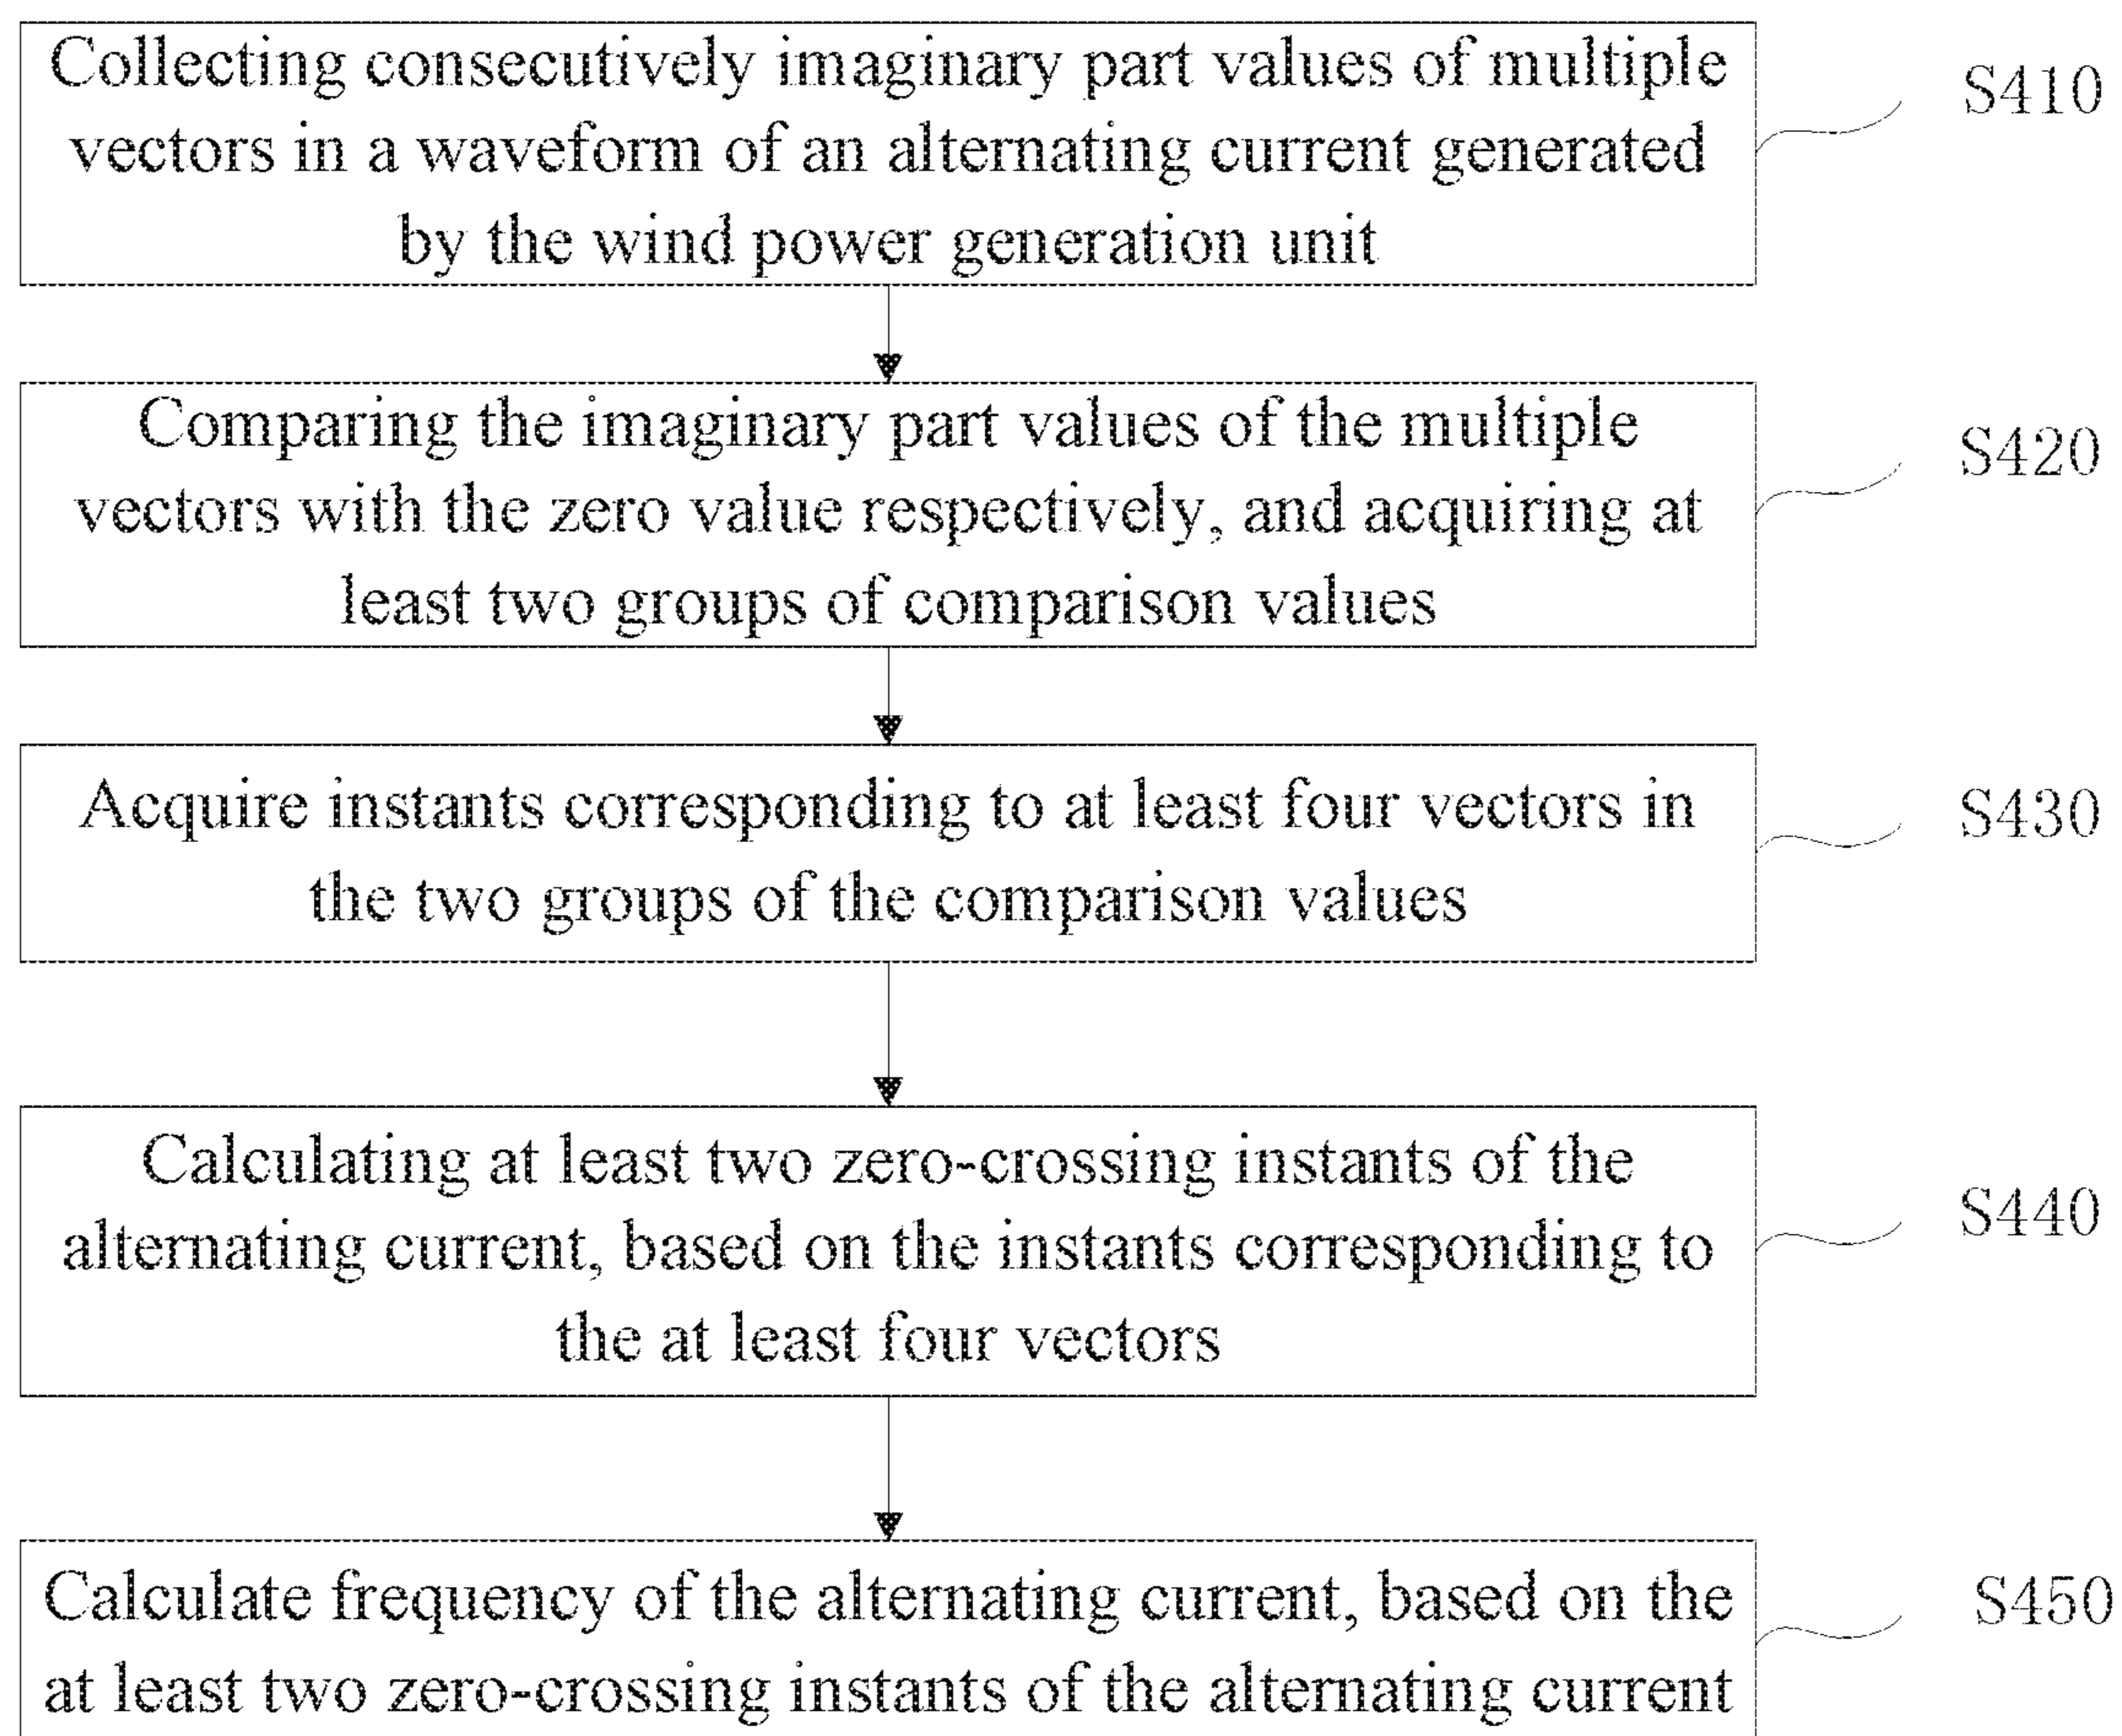 Collecting consecutively imaginary part values of multiple
vectors in a waveform of an alternating current generated
by the wind power generation unit
S410
Comparing the imaginary part values of the multiple
vectors with the zero value respectively, and acquiring at
least two groups of comparison values
S420
Acquire instants corresponding to at least four vectors in
the two groups of the comparison values
S430
Calculating at least two zero-crossing instants of the
alternating current, based on the instants corresponding to
the at least four vectors
S440
Calculate frequency of the alternating current, based on the
at least two zero-crossing instants of the alternating current
S450